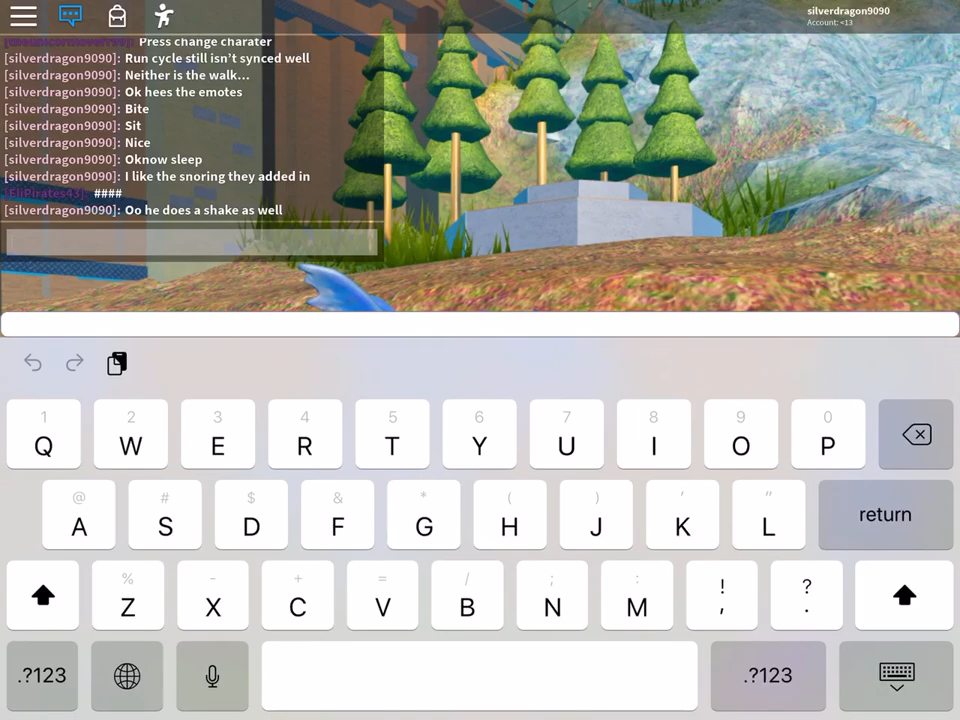 silverdragon9090
Account: <13
Press change charater
[silverdragon9090]: Run cycle still isn't synced well
[silverdragon9090]: Neither is the walk...
[silverdragon9090]: Ok hees the emotes
[silverdragon9090]: Bite
[silverdragon9090]: Sit
[silverdragon9090]: Nice
[silverdragon9090]: Oknow sleep
[silverdragon9090]: I like the snoring they added in
[EliPirates43]: ####
[silverdragon9090]: Oo he does a shake as well
1 2 3 4 5 6 7 8 9 0
Q W E R T Y U I O P
@ # $ & * ( ) ' "
A S D F G H J K L return
% - + = / ; : ! ?
Z X C V B N M , .
.?123 .?123